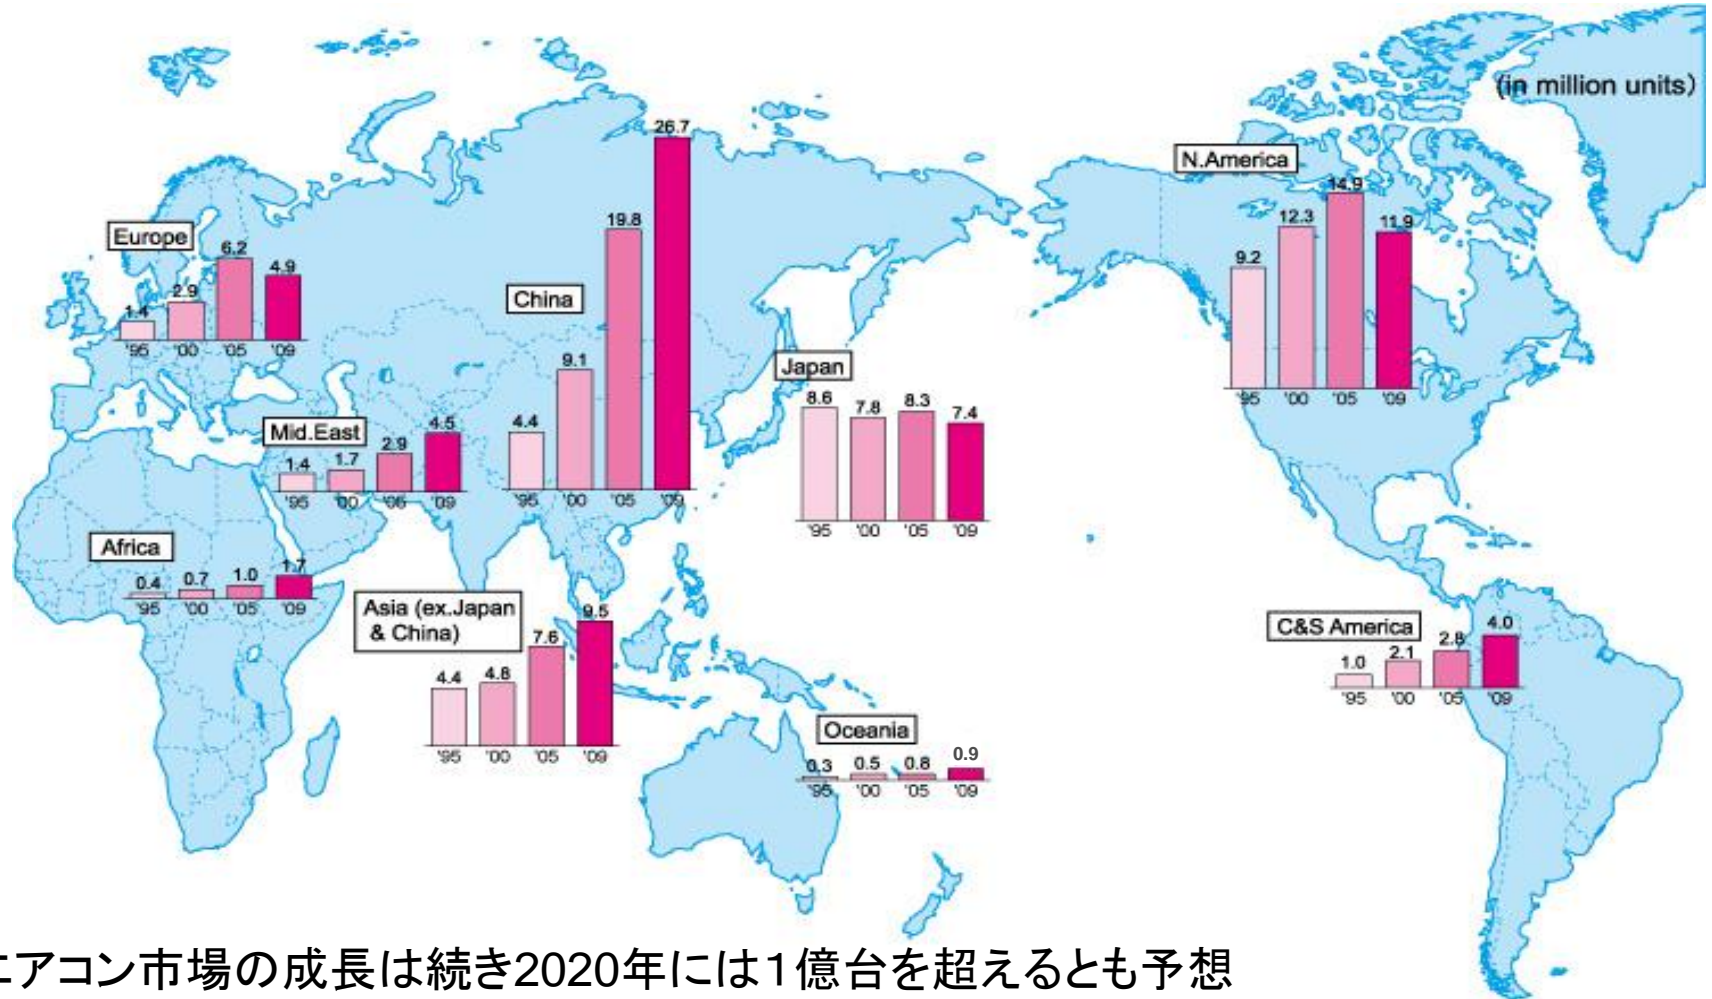 (in million units)
N.America
9.2 12.3 14.9 11.9
'95 '00 '05 '09
Europe
1.4 2.9 6.2 4.9
'95 '00 '05 '09
China
4.4 9.1 19.8 26.7
'95 '00 '05 '09
Japan
8.6 7.8 8.3 7.4
'95 '00 '05 '09
Mid.East
1.4 1.7 2.9 4.5
'95 '00 '05 '09
Africa
0.4 0.7 1.0 1.7
'95 '00 '05 '09
Asia (ex.Japan
& China)
4.4 4.8 7.6 9.5
'95 '00 '05 '09
C&S America
1.0 2.1 2.8 4.0
'95 '00 '05 '09
Oceania
0.3 0.5 0.8 0.9
'95 '00 '05 '09
エアコン市場の成長は続き2020年には1億台を超えるとも予想